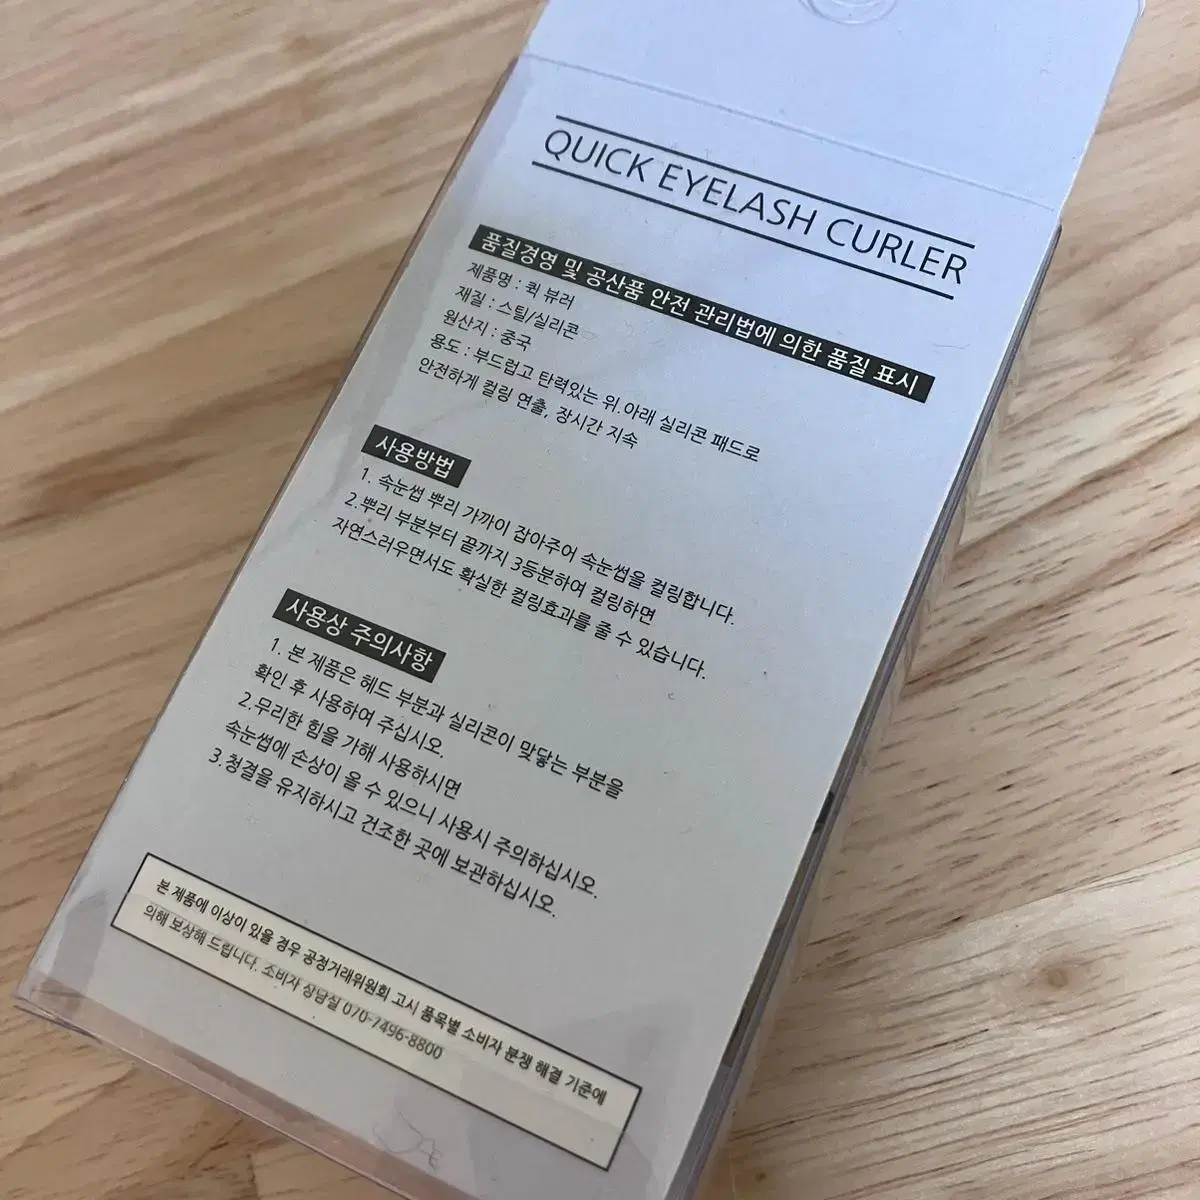 QUICK EYELASH CURLER
품질경영 및 공산품 안전 관리법에 의한 품질 표시
제품명 : 퀵 뷰러
재질 : 스틸/실리콘
원산지 : 중국
용도 : 부드럽고 탄력있는 위.아래 실리콘 패드로
안전하게 컬링 연출, 장시간 지속
사용방법
1. 속눈썹 뿌리 가까이 잡아주어 속눈썹을 컬링합니다.
2.뿌리 부분부터 끝까지 3등분하여 컬링하면
자연스러우면서도 확실한 컬링효과를 줄 수 있습니다.
사용상 주의사항
1. 본 제품은 헤드 부분과 실리콘이 맞닿는 부분을
확인 후 사용하여 주십시오.
2.무리한 힘을 가해 사용하시면
속눈썹에 손상이 올 수 있으니 사용시 주의하십시오.
3.청결을 유지하시고 건조한 곳에 보관하십시오.
본 제품에 이상이 있을 경우 공정거래위원회 고시 품목별 소비자 분쟁 해결 기준에
의해 보상해 드립니다. 소비자 상담실 070-7496-8800